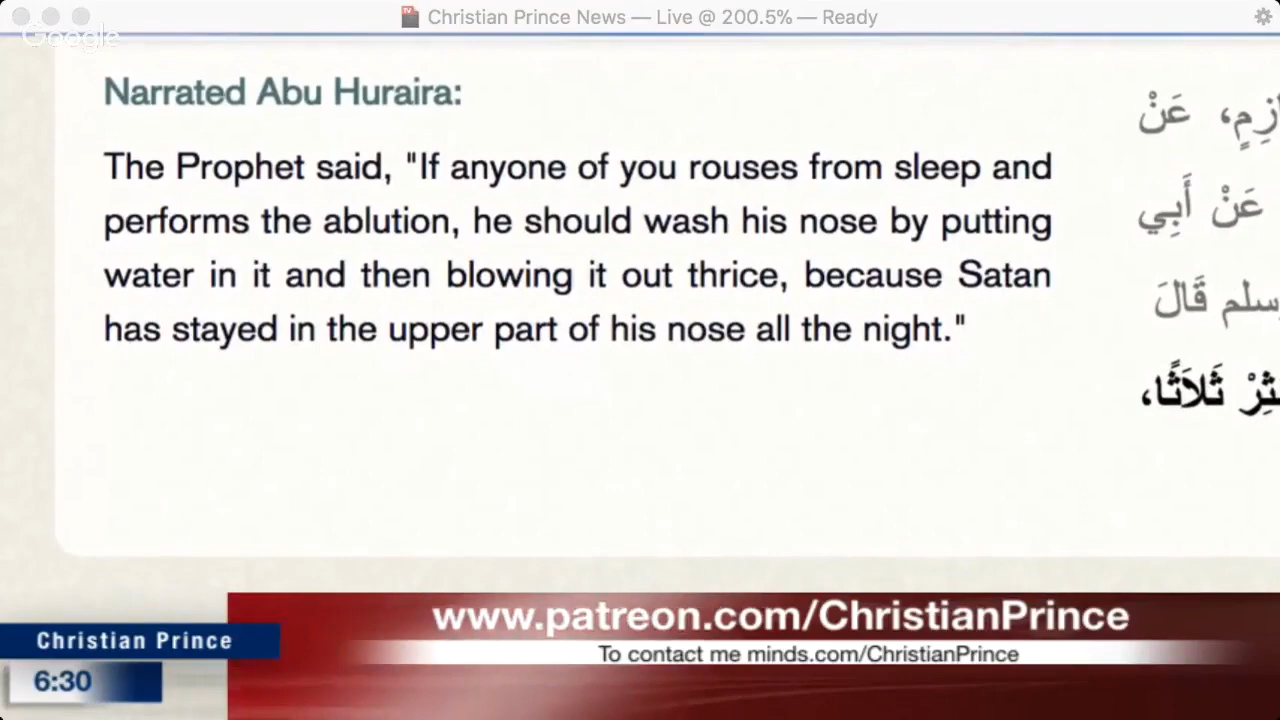 Christian Prince News — Live @ 200.5% — Ready
Google
Narrated Abu Huraira:
The Prophet said, "If anyone of you rouses from sleep and
performs the ablution, he should wash his nose by putting
water in it and then blowing it out thrice, because Satan
has stayed in the upper part of his nose all the night."
عَنْ
عَنْ أَبِي
وسلم قَالَ
ثَلاَثًا،
www.patreon.com/ChristianPrince
To contact me minds.com/ChristianPrince
Christian Prince
6:30